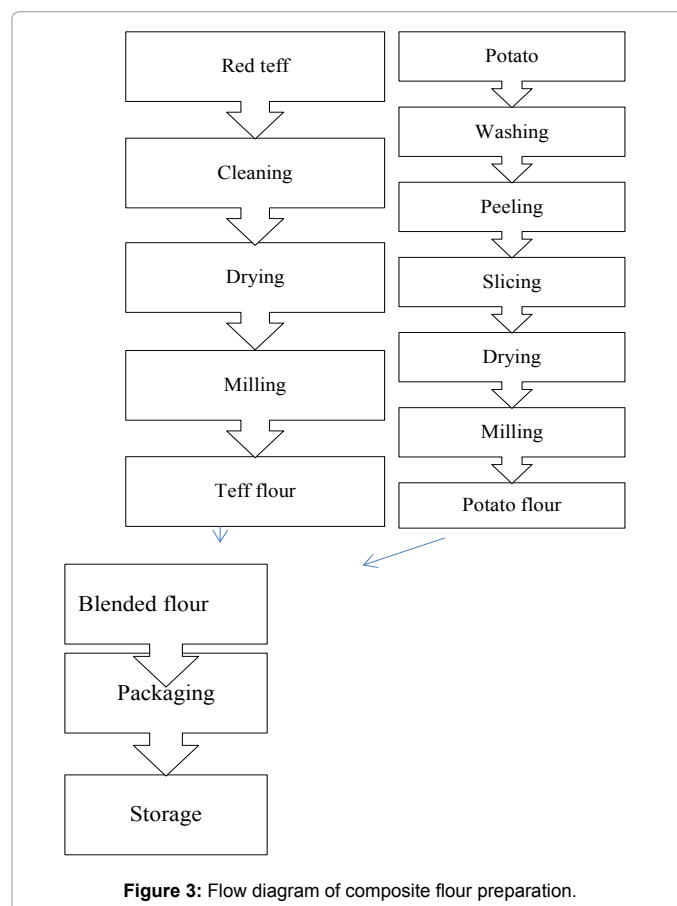 Red teff
Cleaning
Drying
Milling
Teff flour
Potato
Washing
Peeling
Slicing
Drying
Milling
Potato flour
Blended flour
Packaging
Storage
Figure 3: Flow diagram of composite flour preparation.